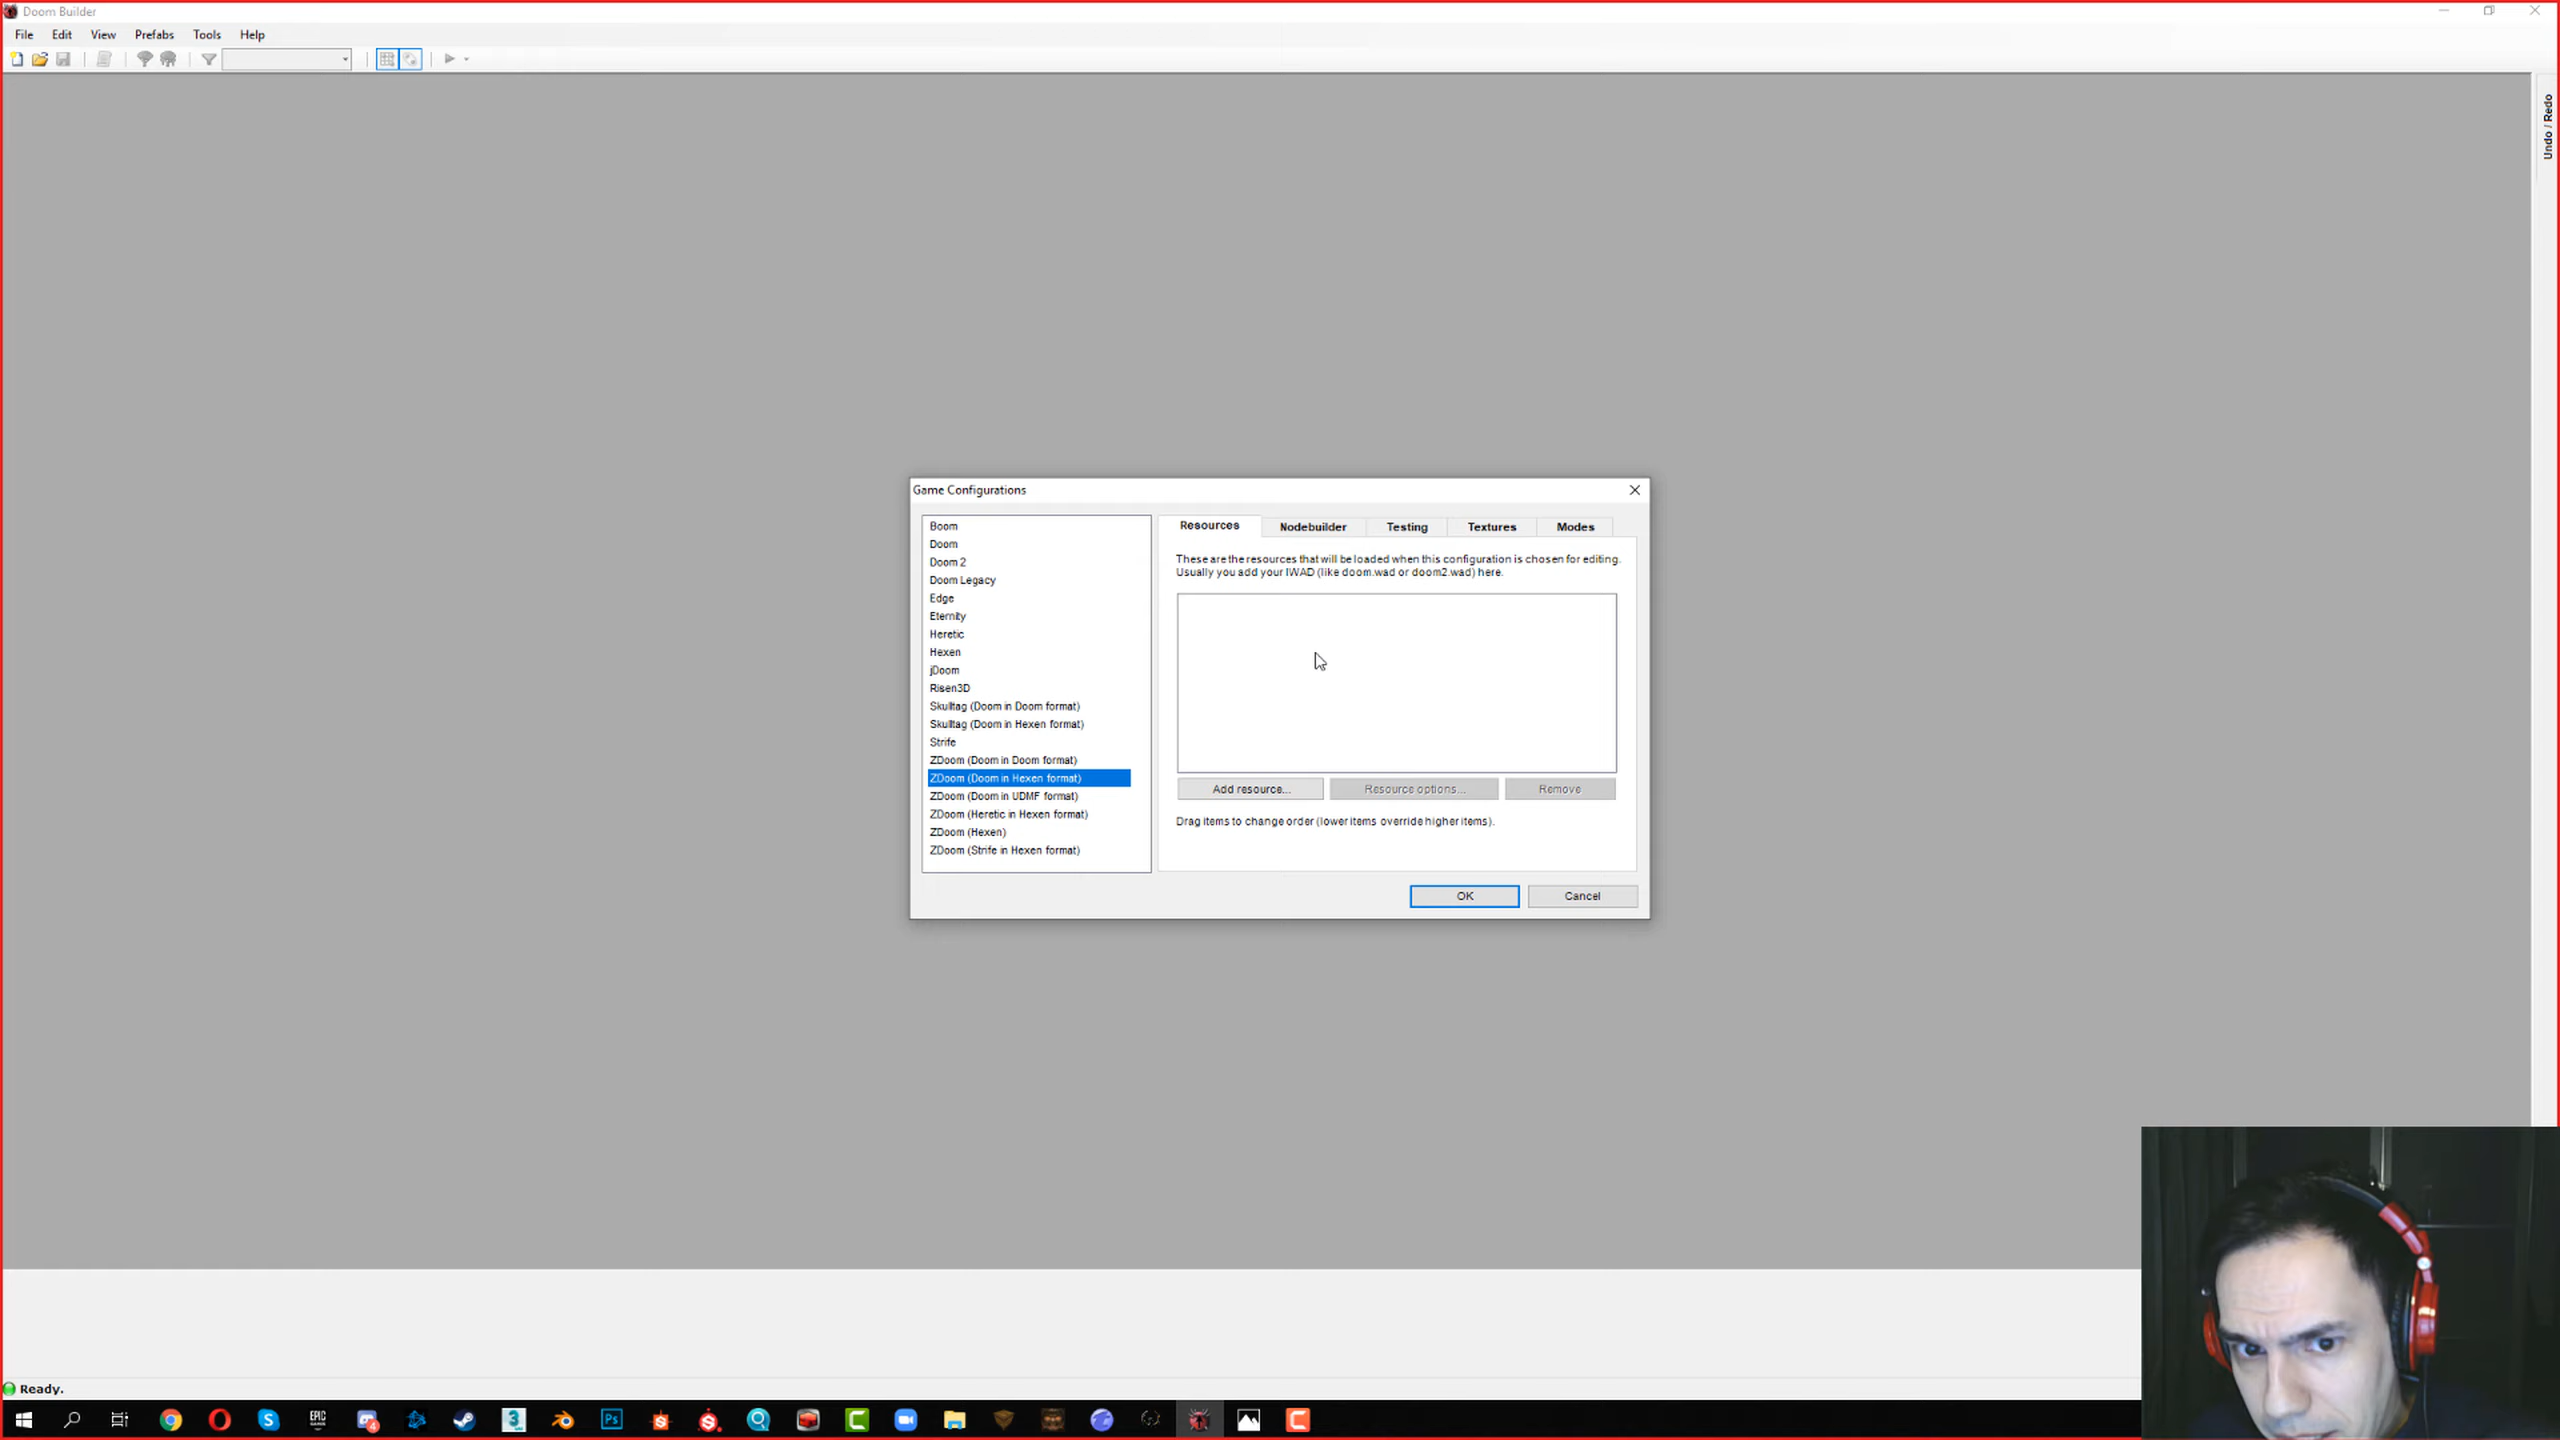 Doom Builder
File Edit View Prefabs Tools Help
Undo / Redo
Game Configurations
Boom
Doom
Doom 2
Doom Legacy
Edge
Eternity
Heretic
Hexen
jDoom
Risen3D
Skulltag (Doom in Doom format)
Skulltag (Doom in Hexen format)
Strife
ZDoom (Doom in Doom format)
ZDoom (Doom in Hexen format)
ZDoom (Doom in UDMF format)
ZDoom (Heretic in Hexen format)
ZDoom (Hexen)
ZDoom (Strife in Hexen format)
Resources Nodebuilder Testing Textures Modes
These are the resources that will be loaded when this configuration is chosen for editing.
Usually you add your IWAD (like doom.wad or doom2.wad) here.
Add resource... Resource options... Remove
Drag items to change order (lower items override higher items).
OK Cancel
Ready.
EPIC
GAMES
4
3
Ps